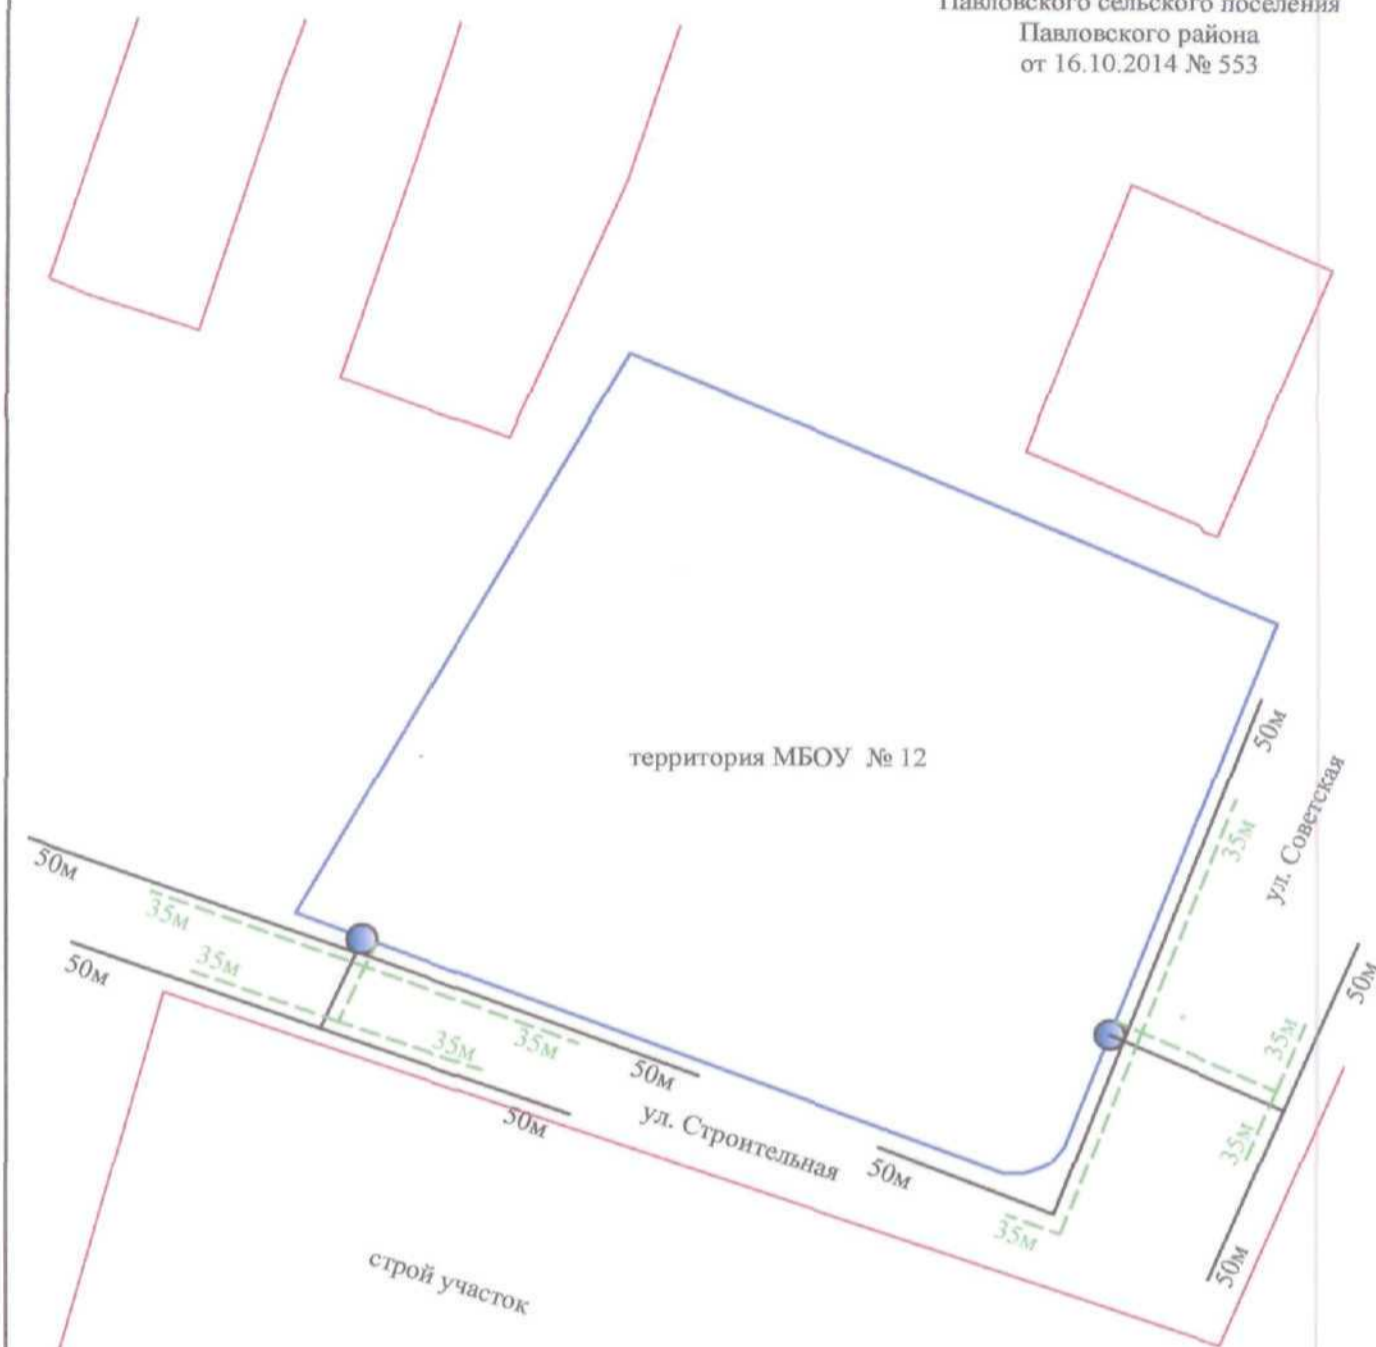 Павловского сельского поселения
Павловского района
от 16.10.2014 № 553
территория МБОУ № 12
50м
35м
ул. Советская
50м
35м
50м
35м
35м
50м
35м
35м
50м
50м
ул. Строительная
50м
50м
35м
35м
50м
строй участок